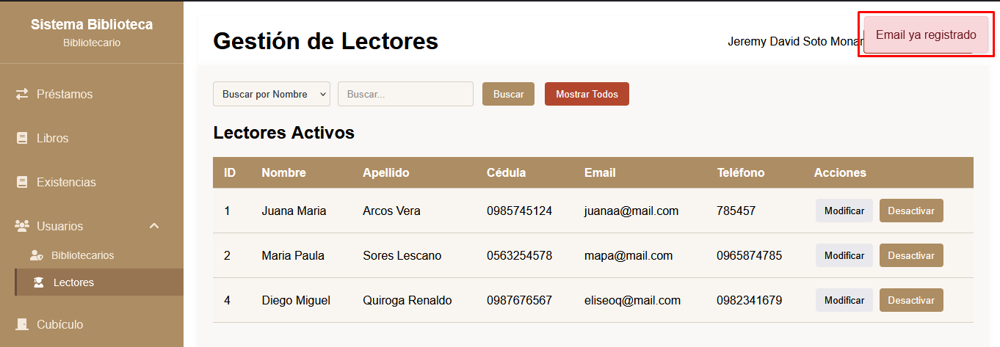 Sistema Biblioteca
Bibliotecario
Préstamos
Libros
Existencias
Usuarios
Bibliotecarios
Lectores
Cubículo
Gestión de Lectores
Jeremy David Soto
Email ya registrado
Buscar por Nombre
Buscar...
Buscar
Mostrar Todos
Lectores Activos
ID Nombre Apellido Cédula Email Teléfono Acciones
1 Juana Maria Arcos Vera 0985745124 juanaa@mail.com 785457 Modificar Desactivar
2 Maria Paula Sores Lescano 0563254578 mapa@mail.com 0965874785 Modificar Desactivar
4 Diego Miguel Quiroga Renaldo 0987676567 eliseoq@mail.com 0982341679 Modificar Desactivar